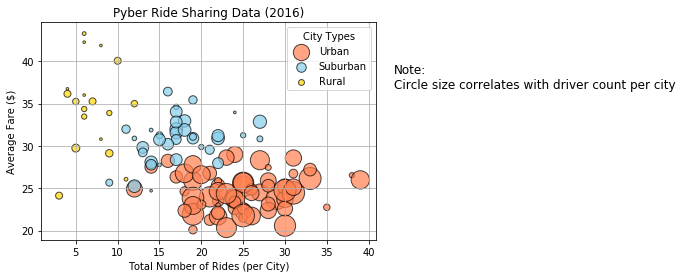 Pyber Ride Sharing Data (2016)
City Types
Urban
Suburban
Rural
Note:
Circle size correlates with driver count per city
Average Fare ($)
40
35
30
25
20
5 10 15 20 25 30 35 40
Total Number of Rides (per City)